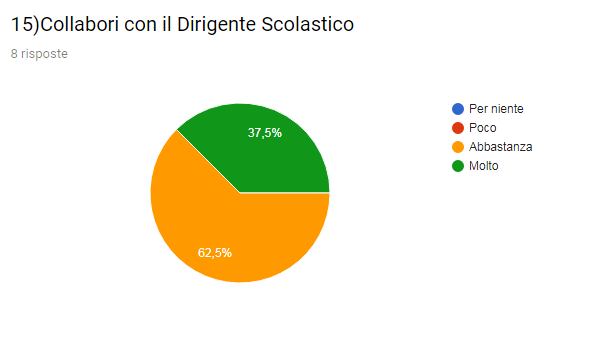 15)Collabori con il Dirigente Scolastico
8 risposte
37,5%
62,5%
Per niente
Poco
Abbastanza
Molto